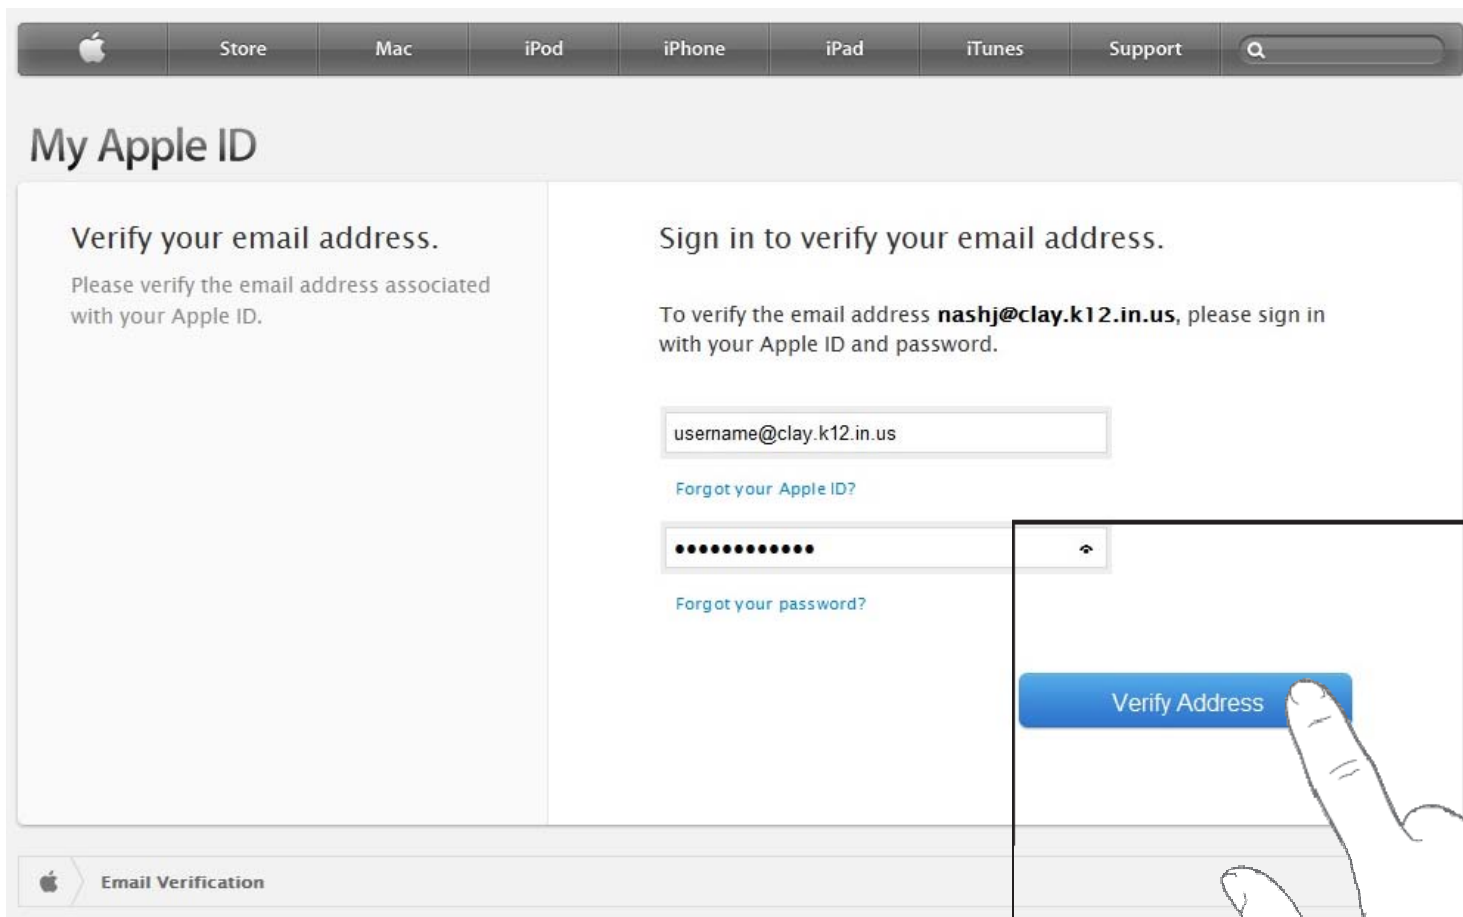 Store Mac iPod iPhone iPad iTunes Support
My Apple ID
Verify your email address.
Please verify the email address associated
with your Apple ID.
Sign in to verify your email address.
To verify the email address nashj@clay.k12.in.us, please sign in
with your Apple ID and password.
username@clay.k12.in.us
Forgot your Apple ID?
••••••••••••
Forgot your password?
Verify Address
Email Verification